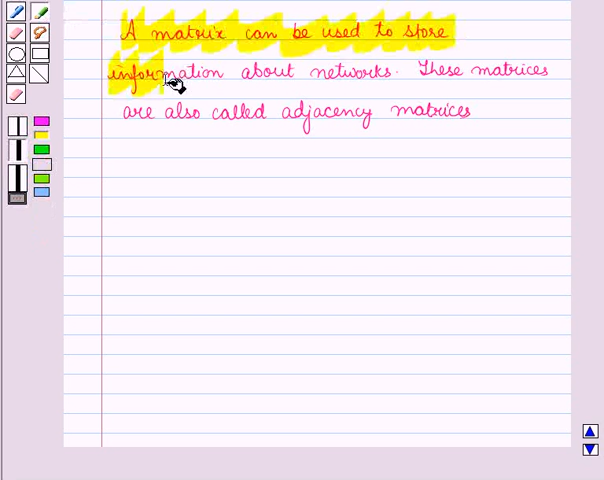 A matrix can be used to store
information about networks. These matrices
are also called adjacency matrices